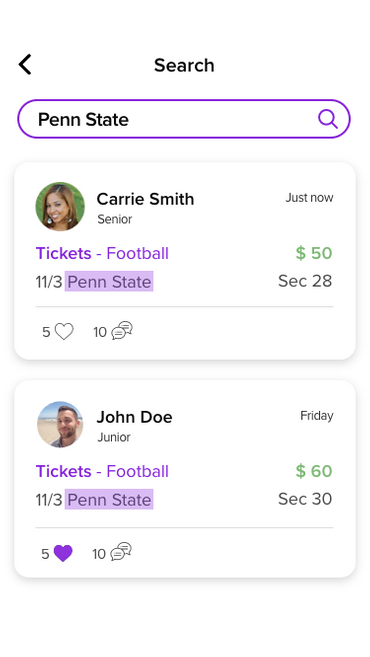 Search
Penn State
Carrie Smith
Just now
Senior
Tickets - Football
$ 50
11/3 Penn State
Sec 28
5
10
John Doe
Friday
Junior
Tickets - Football
$ 60
11/3 Penn State
Sec 30
5
10